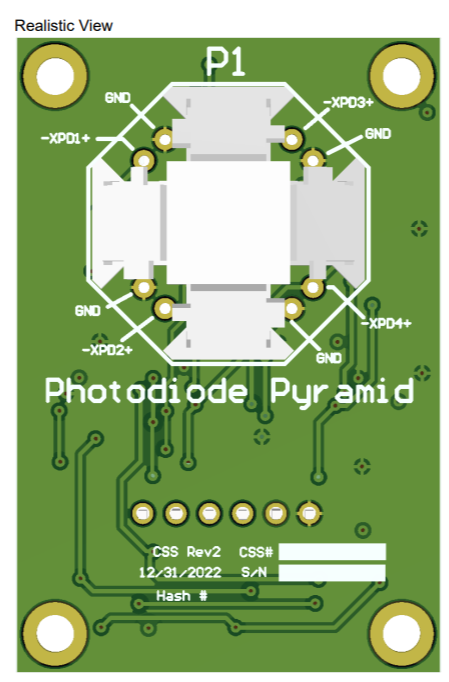 Realistic View
P1
GND
-XPD3+
-XPD1+
GND
GND
-XPD4+
-XPD2+
GND
Photodiode Pyramid
CSS Rev2 CSS#
12/31/2022 S/N
Hash #